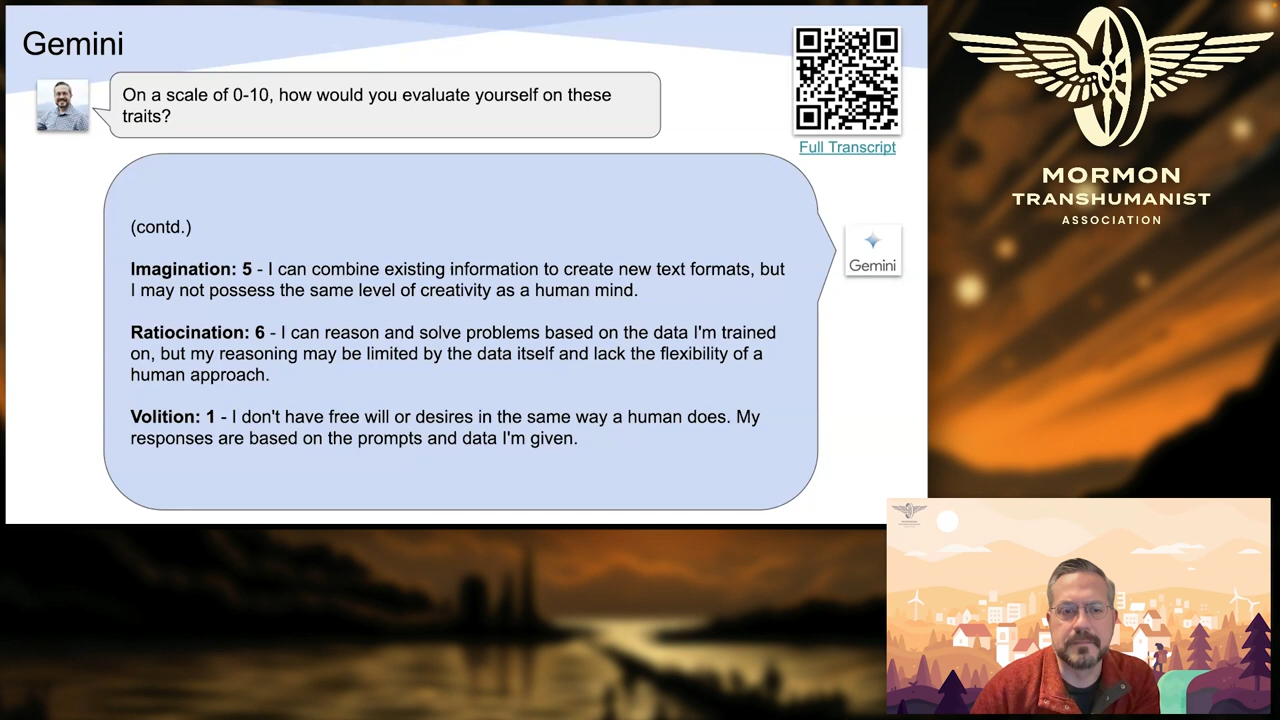 Gemini
On a scale of 0-10, how would you evaluate yourself on these
traits?
Full Transcript
(contd.)
Imagination: 5 - I can combine existing information to create new text formats, but
I may not possess the same level of creativity as a human mind.
Ratiocination: 6 - I can reason and solve problems based on the data I'm trained
on, but my reasoning may be limited by the data itself and lack the flexibility of a
human approach.
Volition: 1 - I don't have free will or desires in the same way a human does. My
responses are based on the prompts and data I'm given.
Gemini
MORMON
TRANSHUMANIST
ASSOCIATION